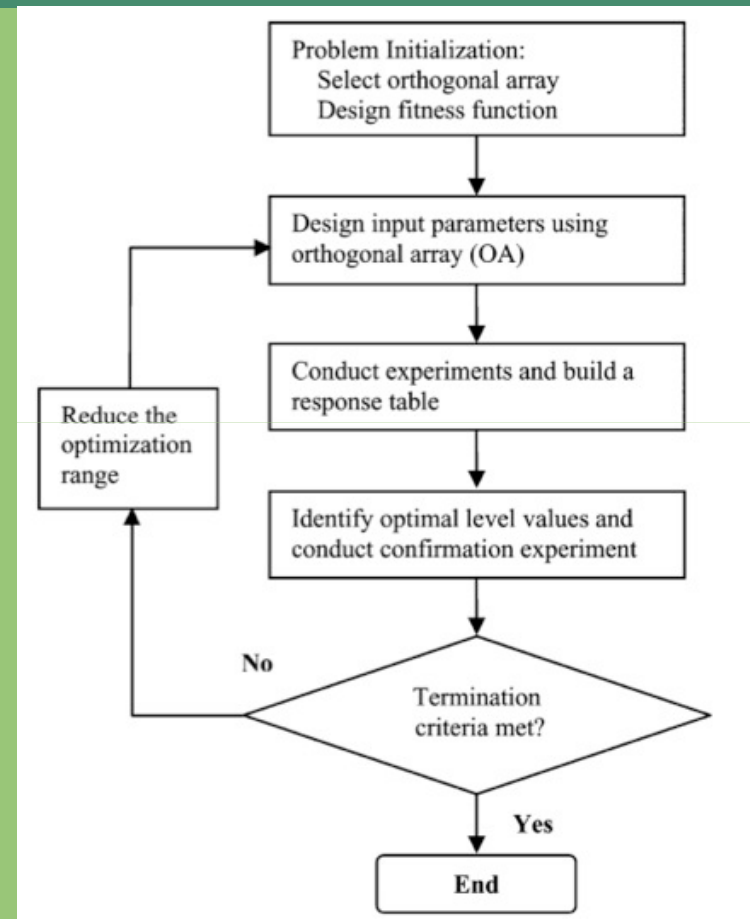 Problem Initialization:
Select orthogonal array
Design fitness function
Design input parameters using
orthogonal array (OA)
Conduct experiments and build a
response table
Reduce the
optimization
range
Identify optimal level values and
conduct confirmation experiment
No
Termination
criteria met?
Yes
End